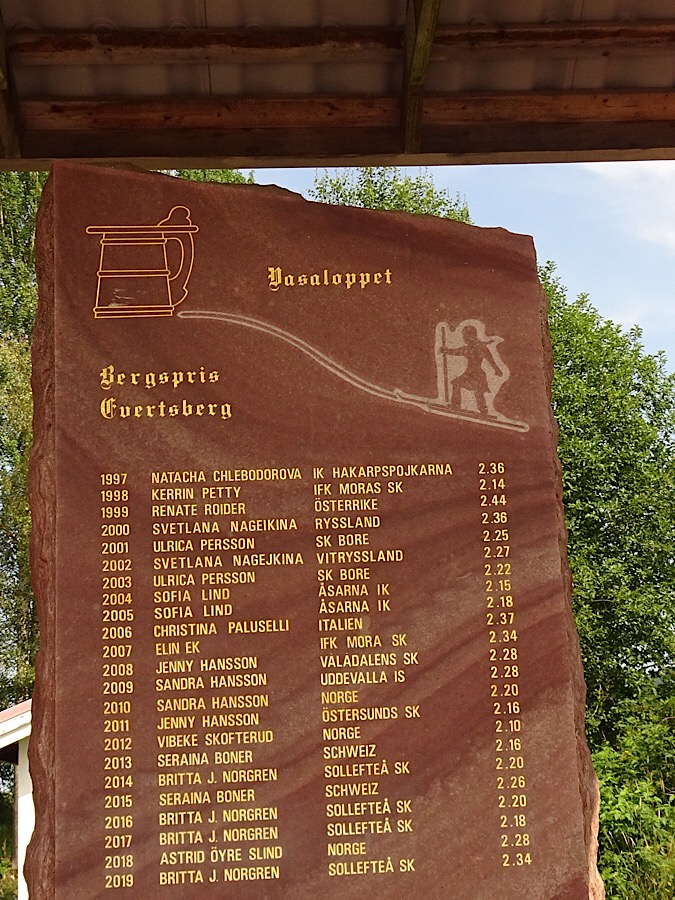 Vasaloppet
Bergspris
Evertsberg
1997 NATACHA CHLEBODOROVA IK HAKARPSPOJKARNA 2.36
1998 KERRIN PETTY IFK MORAS SK 2.14
1999 RENATE ROIDER ÖSTERRIKE 2.44
2000 SVETLANA NAGEIKINA RYSSLAND 2.36
2001 ULRICA PERSSON SK BORE 2.25
2002 SVETLANA NAGEJKINA VITRYSSLAND 2.27
2003 ULRICA PERSSON SK BORE 2.22
2004 SOFIA LIND ÅSARNA IK 2.15
2005 SOFIA LIND ÅSARNA IK 2.18
2006 CHRISTINA PALUSELLI ITALIEN 2.37
2007 ELIN EK IFK MORA SK 2.34
2008 JENNY HANSSON VÅLÅDALENS SK 2.28
2009 SANDRA HANSSON UDDEVALLA IS 2.28
2010 SANDRA HANSSON NORGE 2.20
2011 JENNY HANSSON ÖSTERSUNDS SK 2.16
2012 VIBEKE SKOFTERUD NORGE 2.10
2013 SERAINA BONER SCHWEIZ 2.16
2014 BRITTA J. NORGREN SOLLEFTEÅ SK 2.20
2015 SERAINA BONER SCHWEIZ 2.26
2016 BRITTA J. NORGREN SOLLEFTEÅ SK 2.20
2017 BRITTA J. NORGREN SOLLEFTEÅ SK 2.18
2018 ASTRID ÖYRE SLIND NORGE 2.28
2019 BRITTA J. NORGREN SOLLEFTEÅ SK 2.34